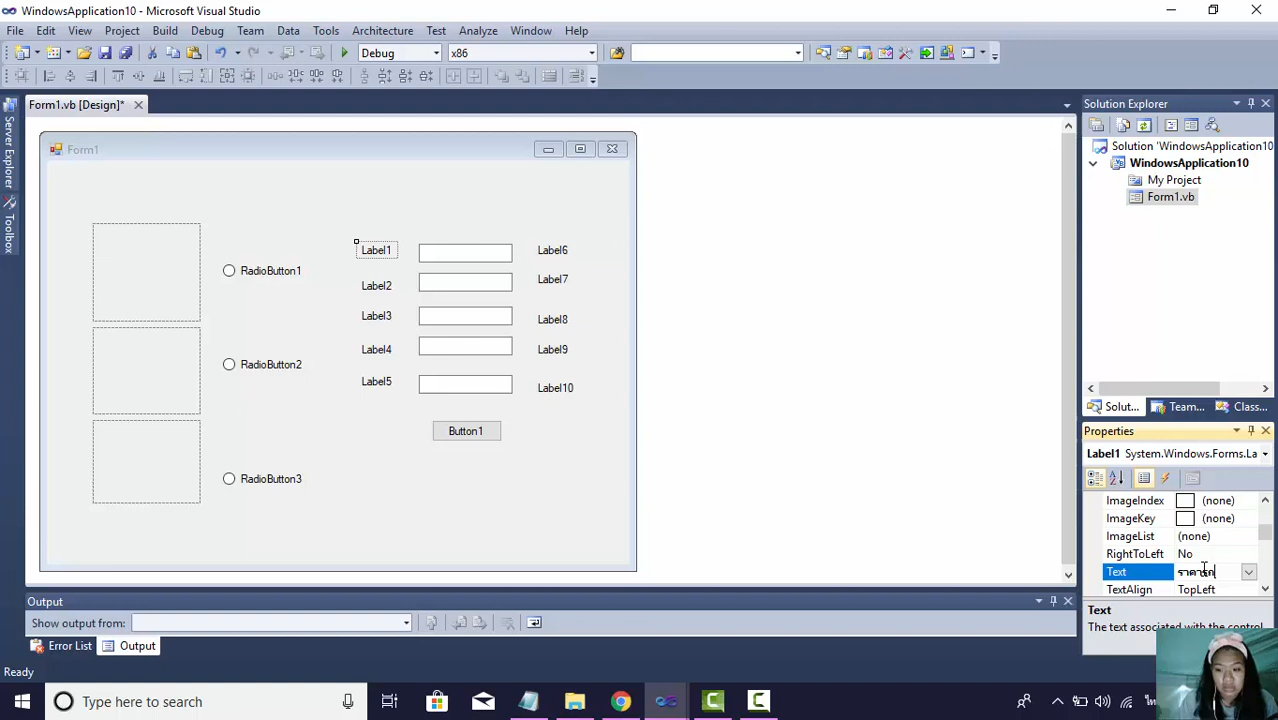 WindowsApplication10 - Microsoft Visual Studio
File Edit View Project Build Debug Team Data Tools Architecture Test Analyze Window Help
Debug x86
Form1.vb [Design]*
Server Explorer
Toolbox
Form1
Label1 Label6
RadioButton1
Label2 Label7
Label3 Label8
Label4 Label9
RadioButton2
Label5 Label10
Button1
RadioButton3
Solution Explorer
Solution 'WindowsApplication10
WindowsApplication10
My Project
Form1.vb
Solut... Team... Class...
Properties
Label1 System.Windows.Forms.La
ImageIndex (none)
ImageKey (none)
ImageList (none)
RightToLeft No
Text
TextAlign TopLeft
Text
The text associated with the control
Output
Show output from:
Error List Output
Ready
Type here to search